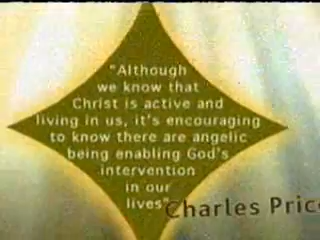 "Although
we know that
Christ is active and
living in us, it's encouraging
to know there are angelic
being enabling God's
intervention
in our
lives"
Charles Price